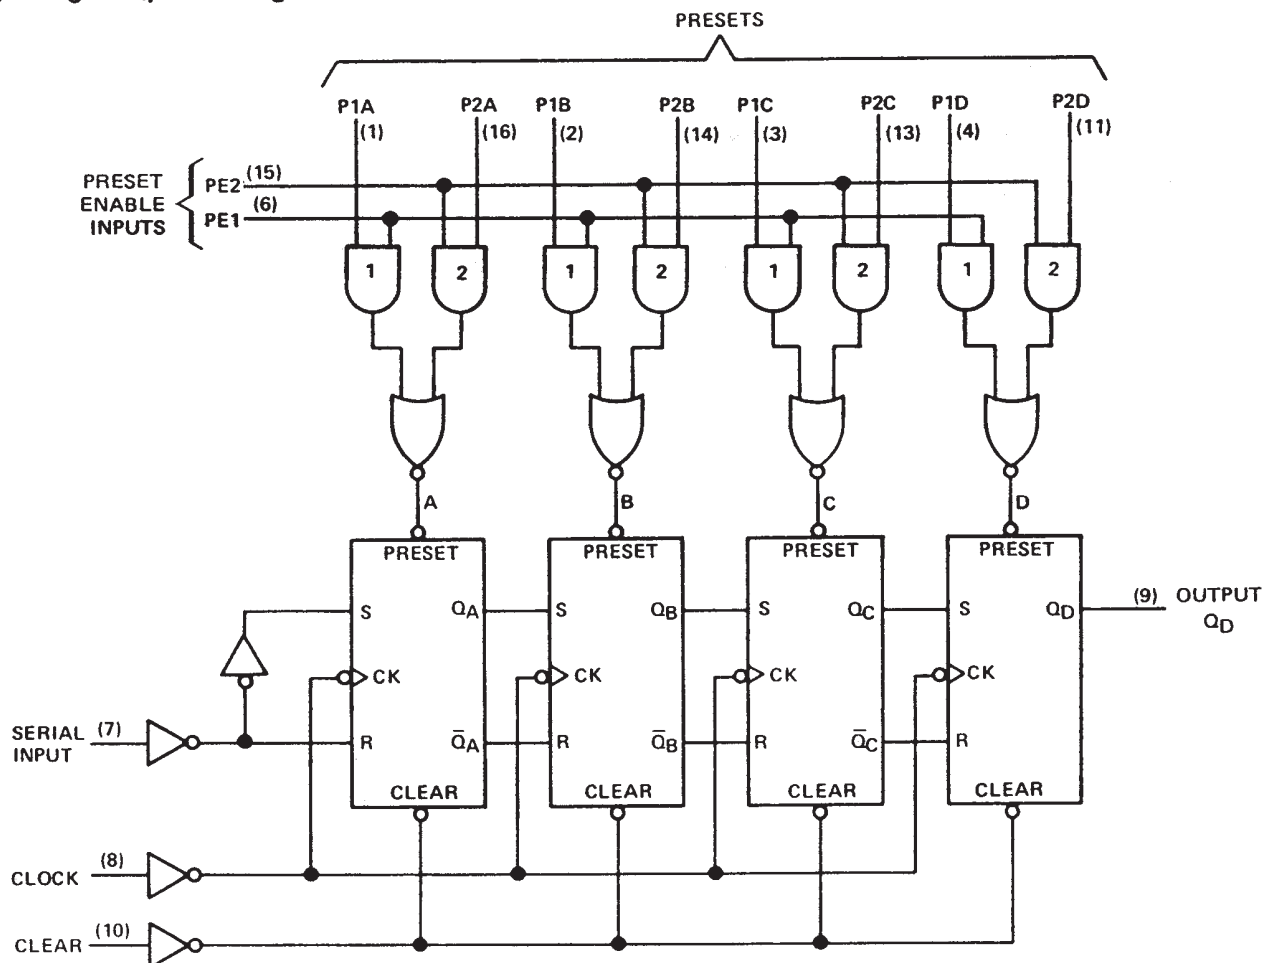 PRESETS
P1A P2A P1B P2B P1C P2C P1D P2D
(1) (16) (2) (14) (3) (13) (4) (11)
PRESET
ENABLE
INPUTS
PE2 (15)
PE1 (6)
1 2 1 2 1 2 1 2
A B C D
PRESET PRESET PRESET PRESET
S QA S QB S QC S QD (9) OUTPUT
QD
CK CK CK CK
SERIAL (7)
INPUT
R Q̅A R Q̅B R Q̅C R
CLEAR CLEAR CLEAR CLEAR
CLOCK (8)
CLEAR (10)